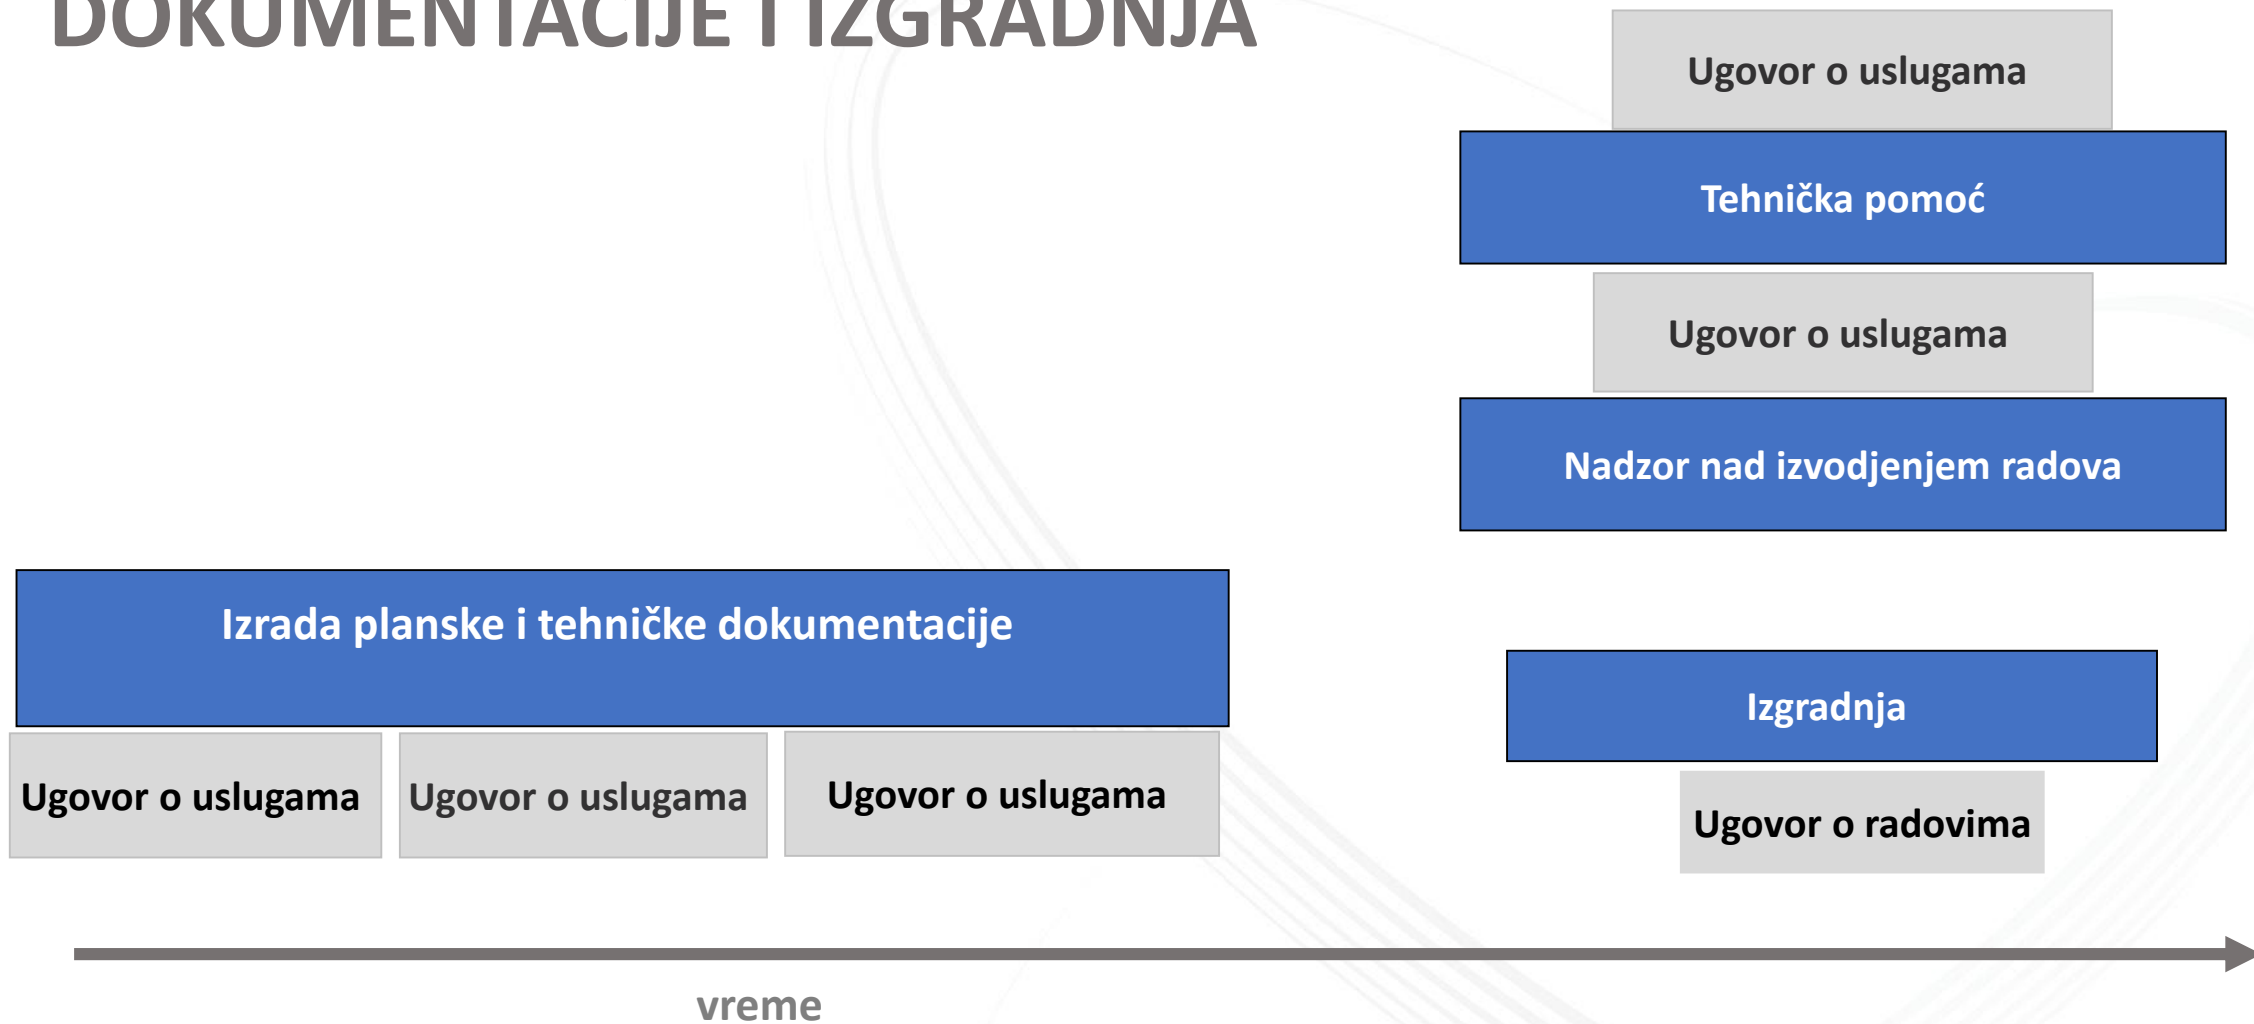 DOKUMENTACIJE I IZGRADNJA
Ugovor o uslugama
Tehnička pomoć
Ugovor o uslugama
Nadzor nad izvodjenjem radova
Izrada planske i tehničke dokumentacije
Izgradnja
Ugovor o uslugama
Ugovor o uslugama
Ugovor o uslugama
Ugovor o radovima
vreme